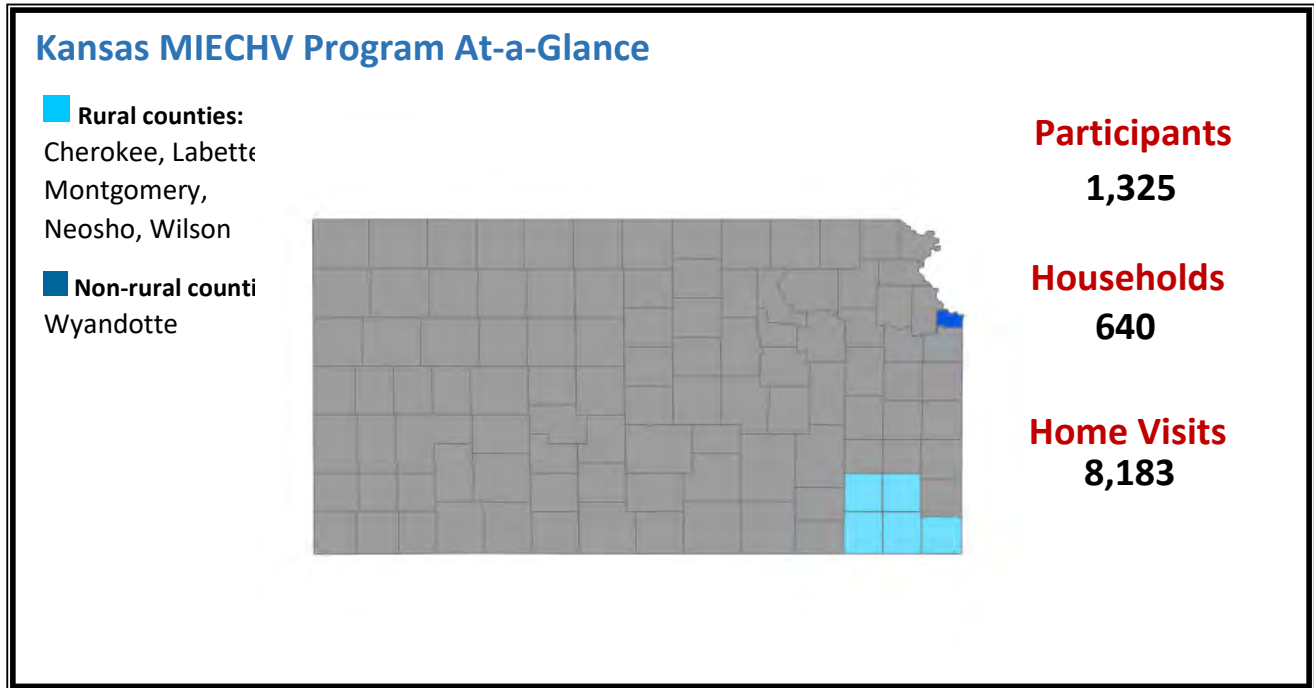 Kansas MIECHV Program At-a-Glance
Rural counties:
Cherokee, Labette
Montgomery,
Neosho, Wilson
Non-rural counti
Wyandotte
Participants
1,325
Households
640
Home Visits
8,183